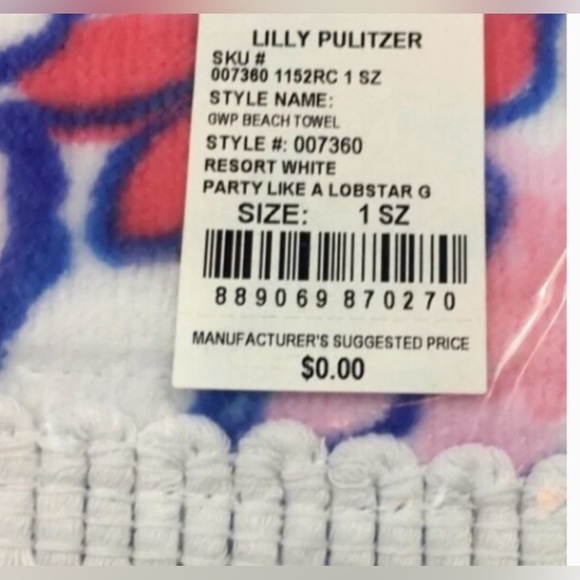 LILLY PULITZER
SKU #
007360 1152RC 1 SZ
STYLE NAME:
GWP BEACH TOWEL
STYLE #: 007360
RESORT WHITE
PARTY LIKE A LOBSTAR G
SIZE: 1 SZ
889069 870270
MANUFACTURER'S SUGGESTED PRICE
$0.00